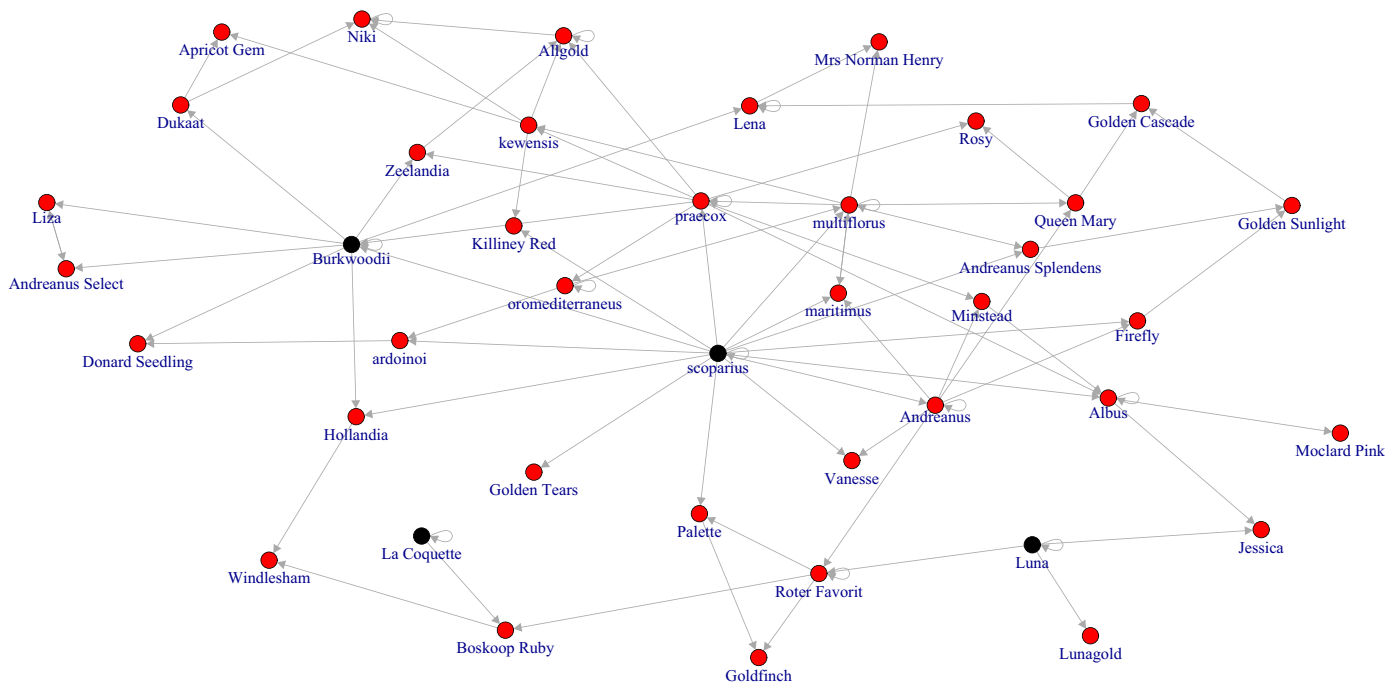 Niki
Apricot Gem
Allgold
Mrs Norman Henry
Dukaat
Lena
Golden Cascade
kewensis
Rosy
Zeelandia
Liza
praecox
multiflorus
Queen Mary
Golden Sunlight
Killiney Red
Burkwoodii
Andreanus Splendens
Andreanus Select
oromediterraneus
maritimus
Minstead
Firefly
Donard Seedling
ardoinoi
scoparius
Andreanus
Albus
Hollandia
Moclard Pink
Vanesse
Golden Tears
Palette
La Coquette
Jessica
Luna
Windlesham
Roter Favorit
Boskoop Ruby
Lunagold
Goldfinch